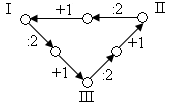 I +1 :2 II
:2 +1
+1 :2
III